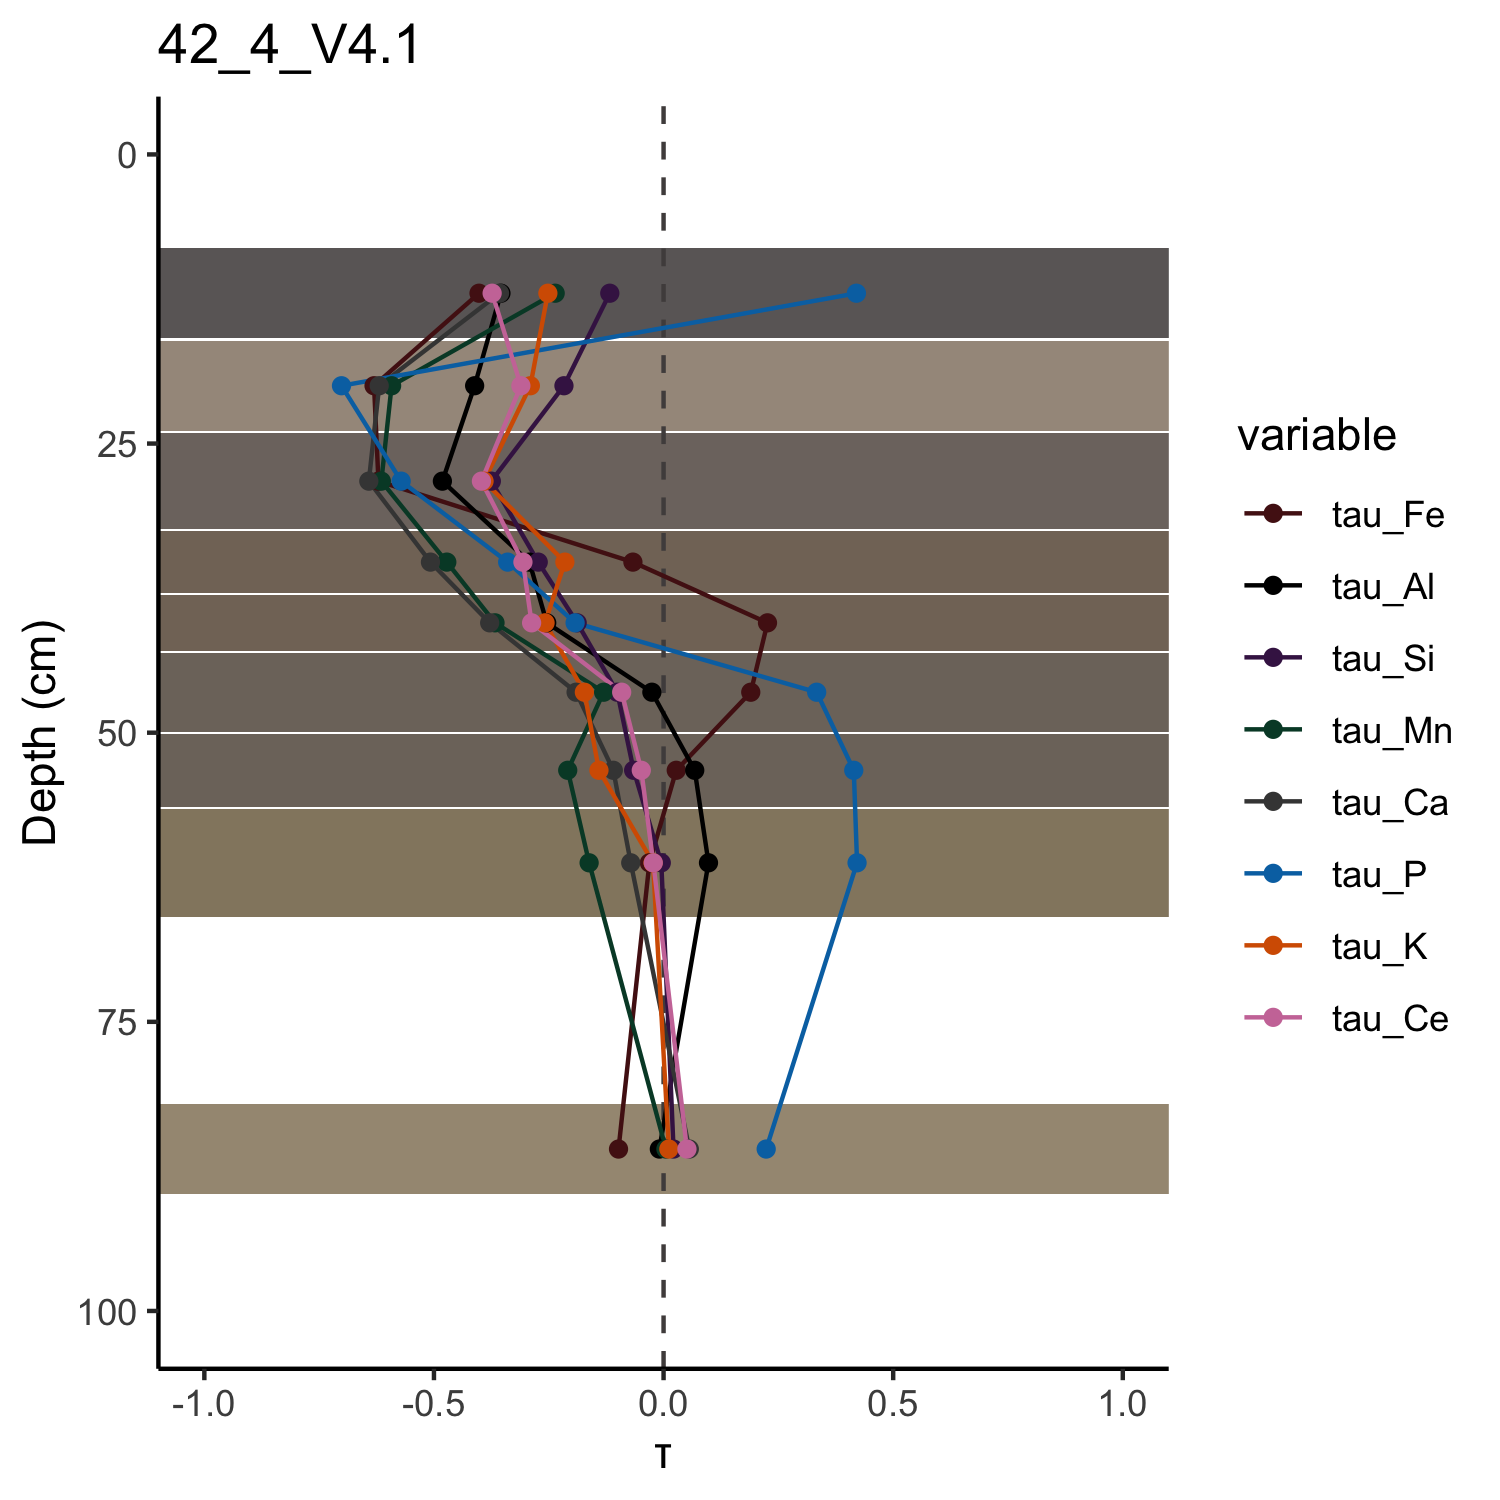 42_4_V4.1
0
25
50
75
100
Depth (cm)
-1.0 -0.5 0.0 0.5 1.0
τ
variable
tau_Fe
tau_Al
tau_Si
tau_Mn
tau_Ca
tau_P
tau_K
tau_Ce